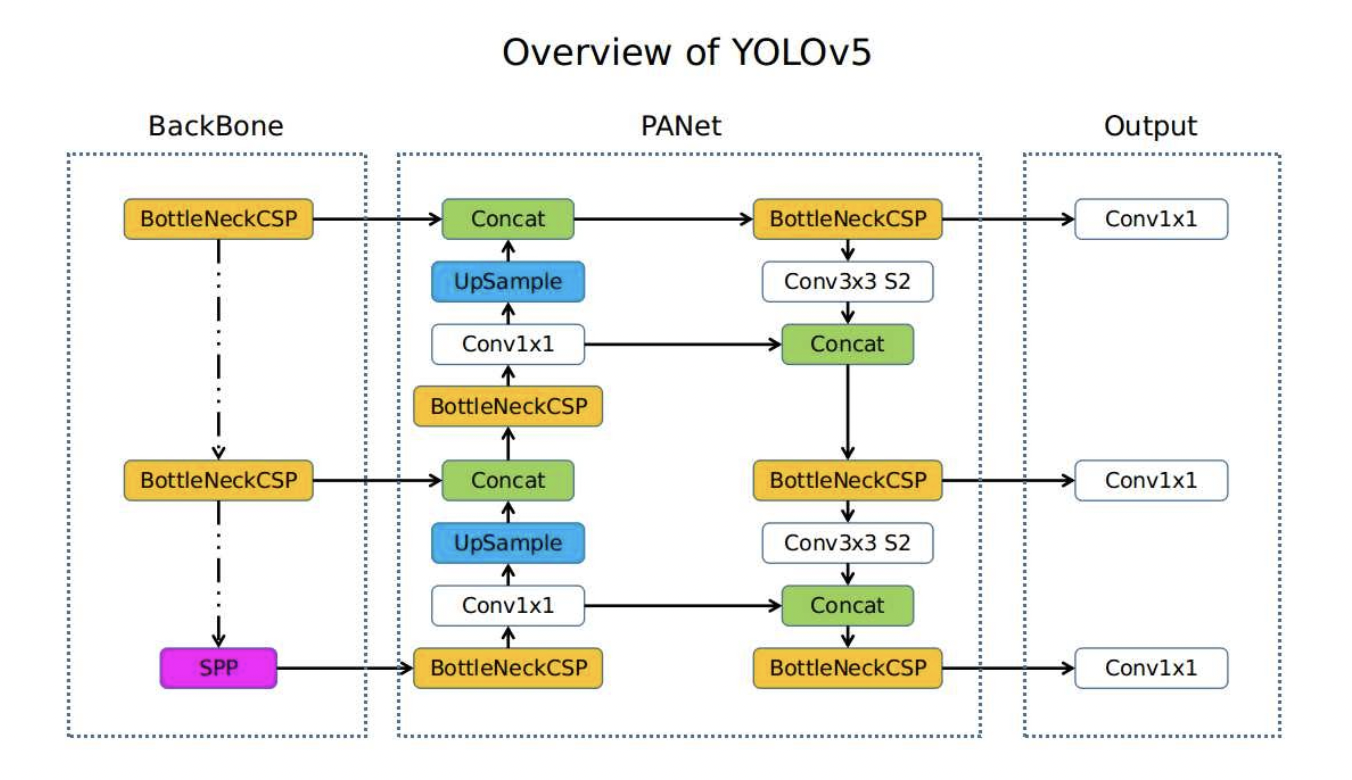 Overview of YOLOv5
BackBone
PANet
Output
BottleNeckCSP
Concat
BottleNeckCSP
Conv1x1
UpSample
Conv3x3 S2
Conv1x1
Concat
BottleNeckCSP
BottleNeckCSP
Concat
BottleNeckCSP
Conv1x1
UpSample
Conv3x3 S2
Conv1x1
Concat
SPP
BottleNeckCSP
BottleNeckCSP
Conv1x1